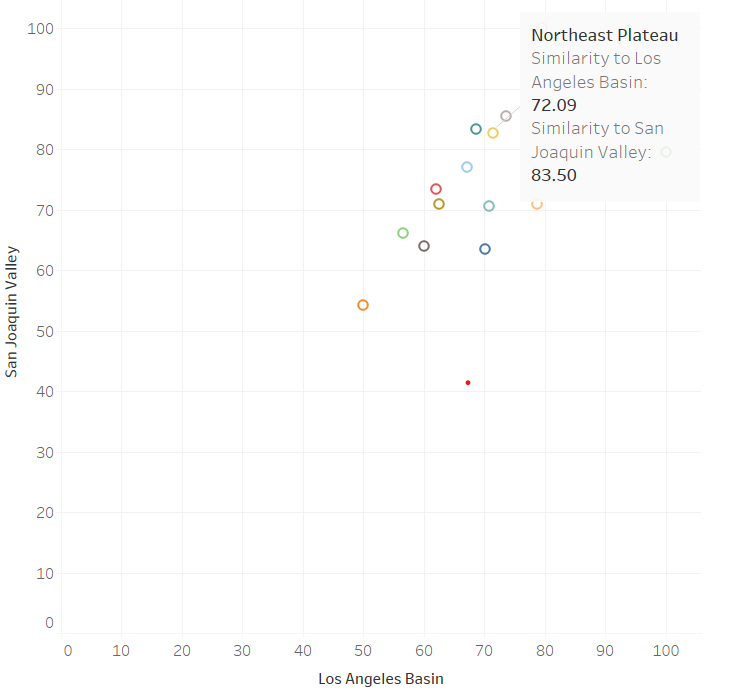 100
90
80
70
60
50
40
30
20
10
0
San Joaquin Valley
Northeast Plateau
Similarity to Los
Angeles Basin:
72.09
Similarity to San
Joaquin Valley:
83.50
0 10 20 30 40 50 60 70 80 90 100
Los Angeles Basin